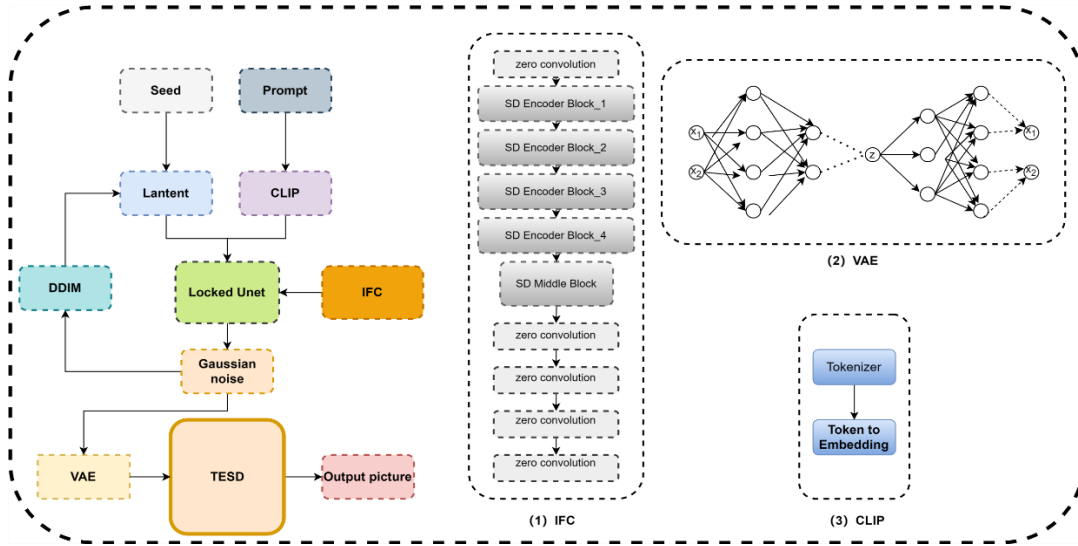 Seed
Prompt
Lantent
CLIP
DDIM
Locked Unet
IFC
Gaussian
noise
VAE
TESD
Output picture
zero convolution
SD Encoder Block_1
SD Encoder Block_2
SD Encoder Block_3
SD Encoder Block_4
SD Middle Block
zero convolution
zero convolution
zero convolution
zero convolution
(1) IFC
x1
x2
z
x1
x2
(2) VAE
Tokenizer
Token to
Embedding
(3) CLIP